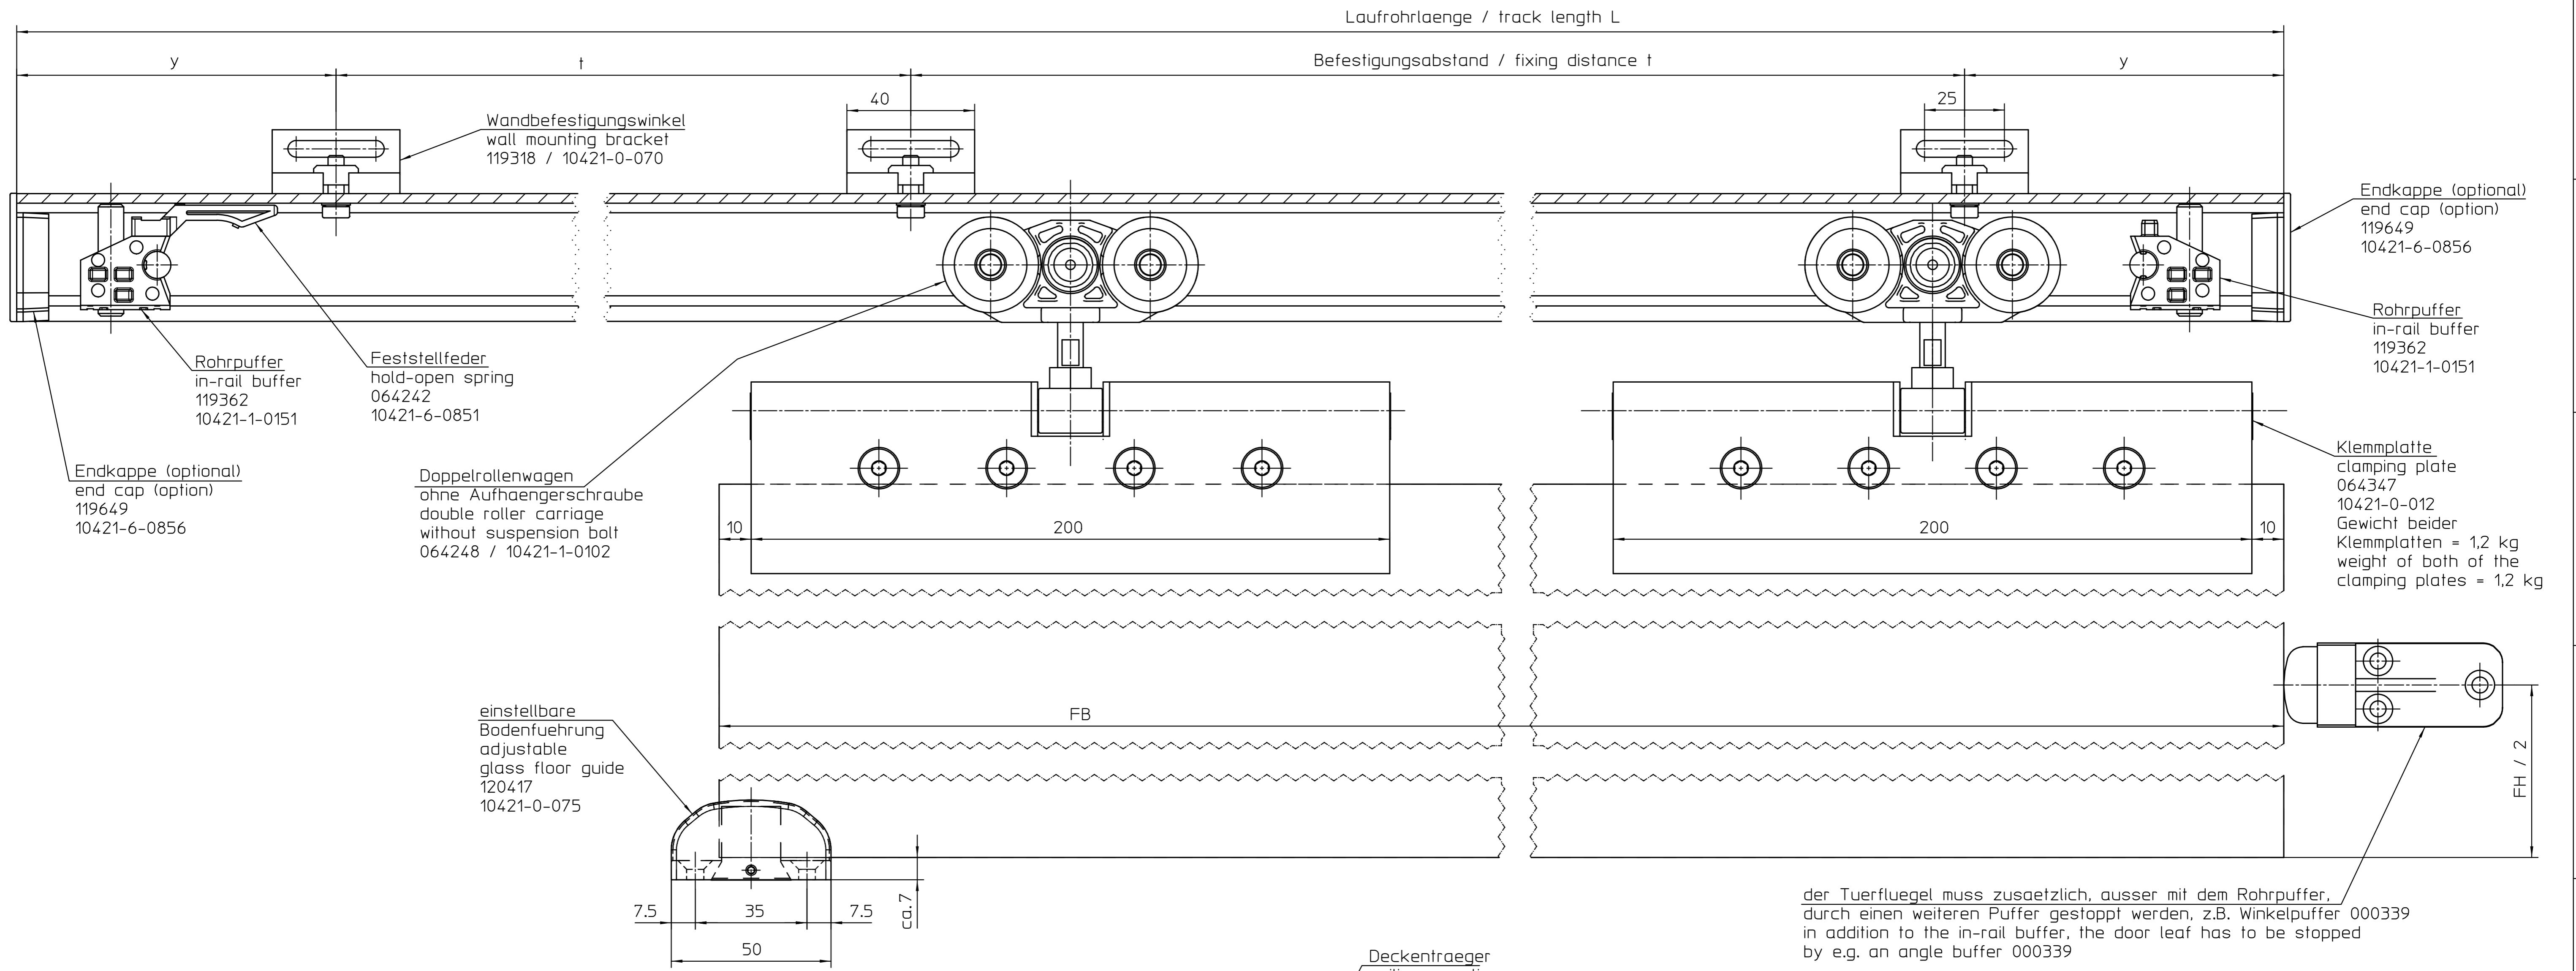 Laufrohrlaenge / track length L
y
t
Befestigungsabstand / fixing distance t
y
40
25
Wandbefestigungswinkel
wall mounting bracket
119318 / 10421-0-070
Endkappe (optional)
end cap (option)
119649
10421-6-0856
Rohrpuffer
in-rail buffer
119362
10421-1-0151
Feststellfeder
hold-open spring
064242
10421-6-0851
Rohrpuffer
in-rail buffer
119362
10421-1-0151
Endkappe (optional)
end cap (option)
119649
10421-6-0856
Doppelrollenwagen
ohne Aufhaengerschraube
double roller carriage
without suspension bolt
064248 / 10421-1-0102
Klemmplatte
clamping plate
064347
10421-0-012
Gewicht beider
Klemmplatten = 1,2 kg
weight of both of the
clamping plates = 1,2 kg
10
200
200
10
einstellbare
Bodenfuehrung
adjustable
glass floor guide
120417
10421-0-075
FB
FH / 2
7.5
35
7.5
50
ca.7
der Tuerfluegel muss zusaetzlich, ausser mit dem Rohrpuffer,
durch einen weiteren Puffer gestoppt werden, z.B. Winkelpuffer 000339
in addition to the in-rail buffer, the door leaf has to be stopped
by e.g. an angle buffer 000339
Deckentraeger